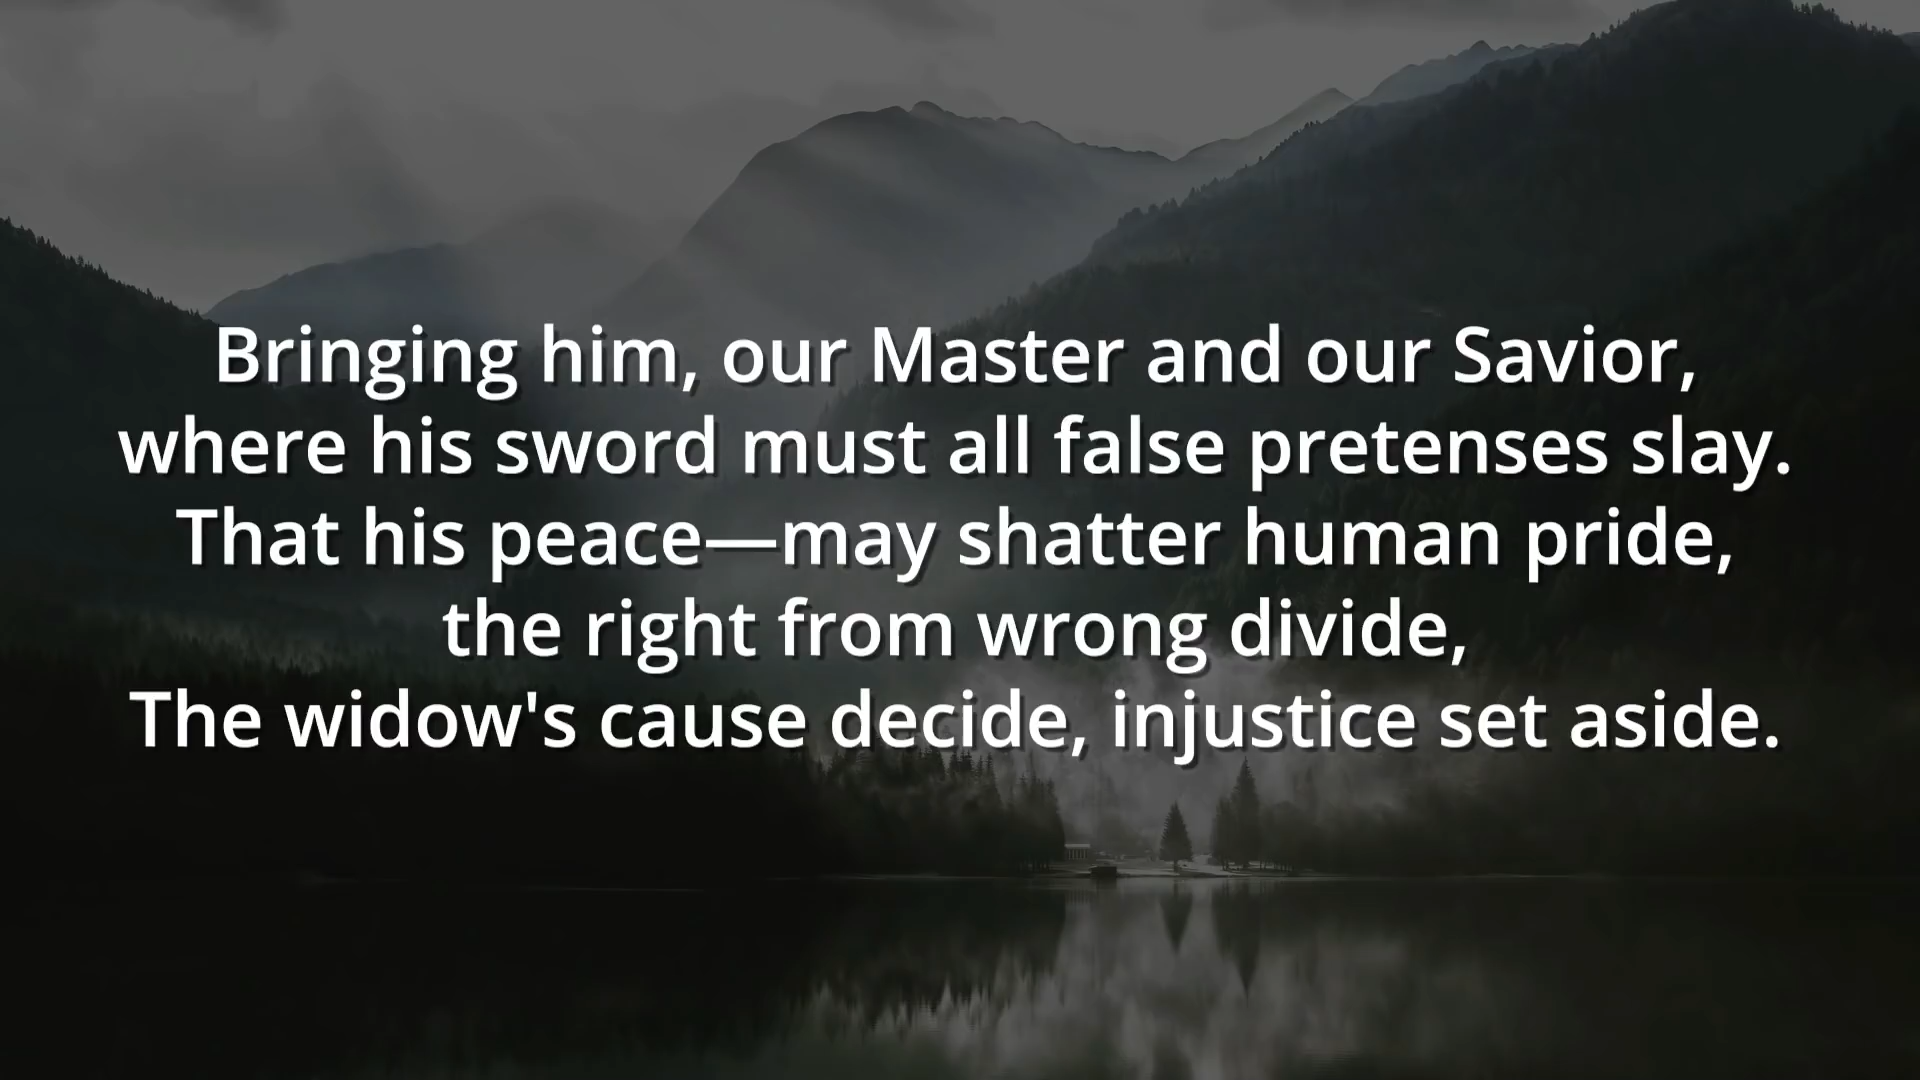 Bringing him, our Master and our Savior,
where his sword must all false pretenses slay.
That his peace—may shatter human pride,
the right from wrong divide,
The widow's cause decide, injustice set aside.